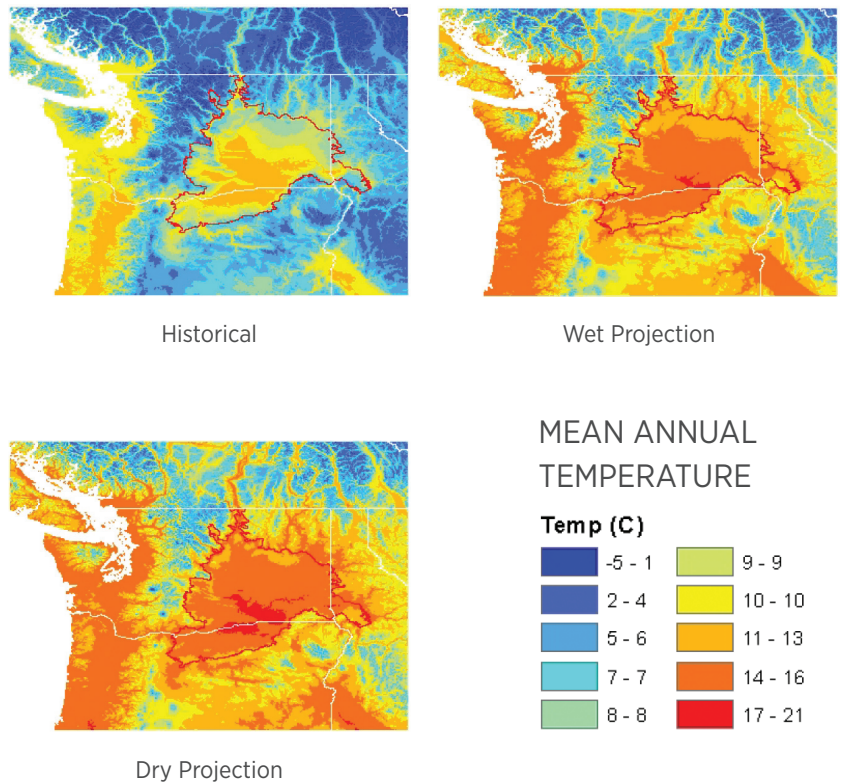 Historical
Wet Projection
Dry Projection
MEAN ANNUAL
TEMPERATURE
Temp (C)
-5 - 1
2 - 4
5 - 6
7 - 7
8 - 8
9 - 9
10 - 10
11 - 13
14 - 16
17 - 21